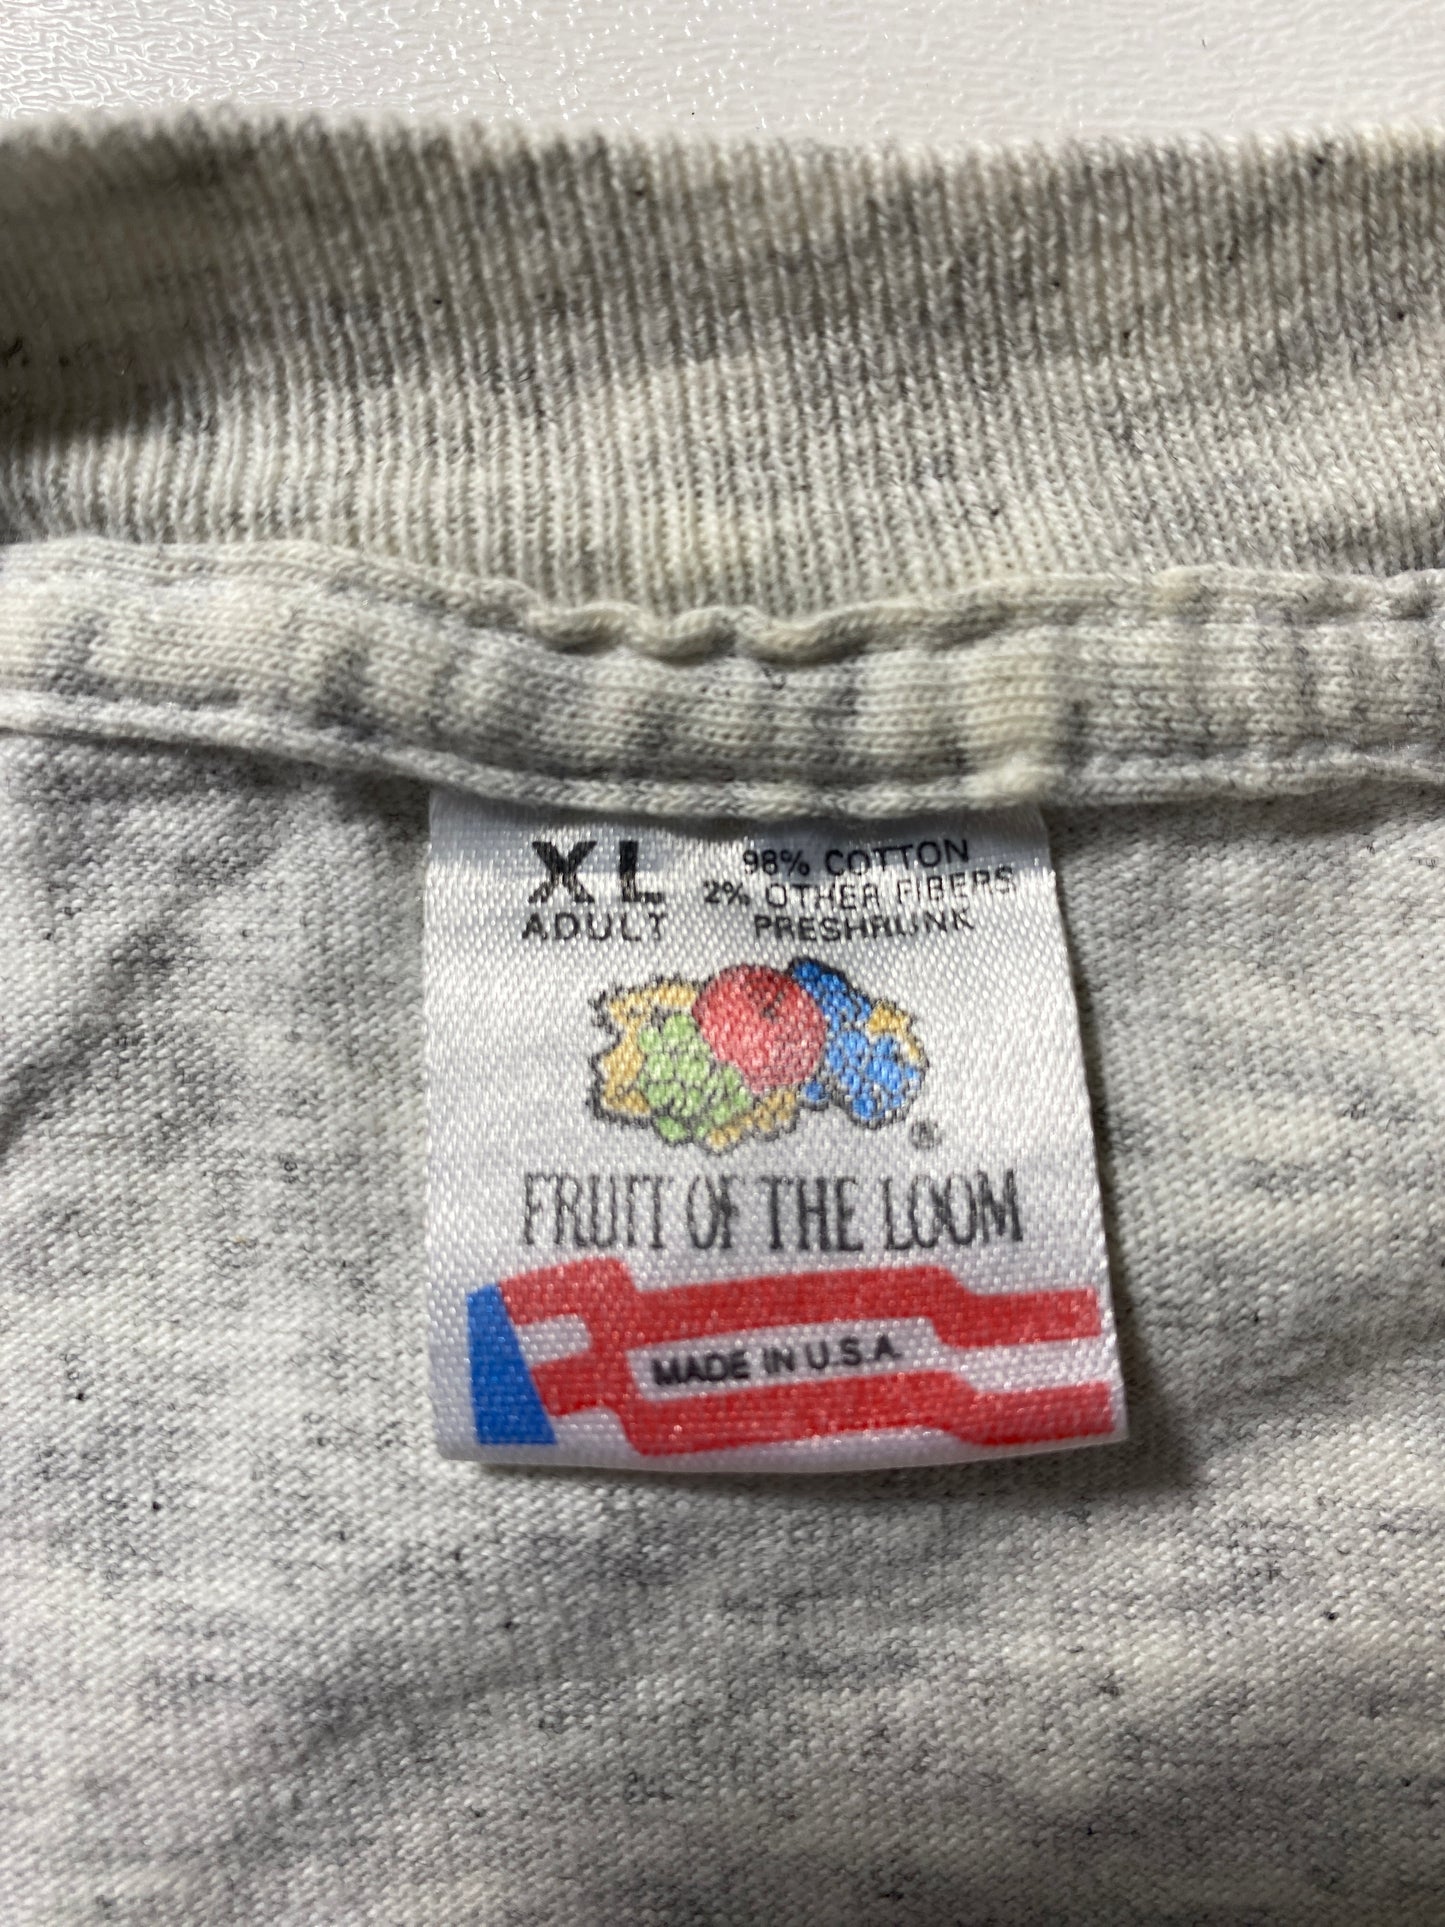 XL
ADULT
98% COTTON
2% OTHER FIBERS
PRESHRUNK
®
FRUIT OF THE LOOM
MADE IN U.S.A.